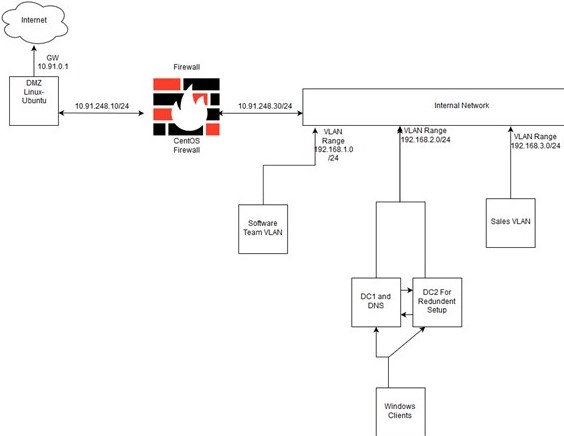 Internet
GW
10.91.0.1
DMZ
Linux-
Ubuntu
10.91.248.10/24
Firewall
CentOS
Firewall
10.91.248.30/24
Internal Network
VLAN
Range
192.168.1.0
/24
VLAN Range
192.168.2.0/24
VLAN Range
192.168.3.0/24
Software
Team VLAN
Sales VLAN
DC1 and
DNS
DC2 For
Redundent
Setup
Windows
Clients